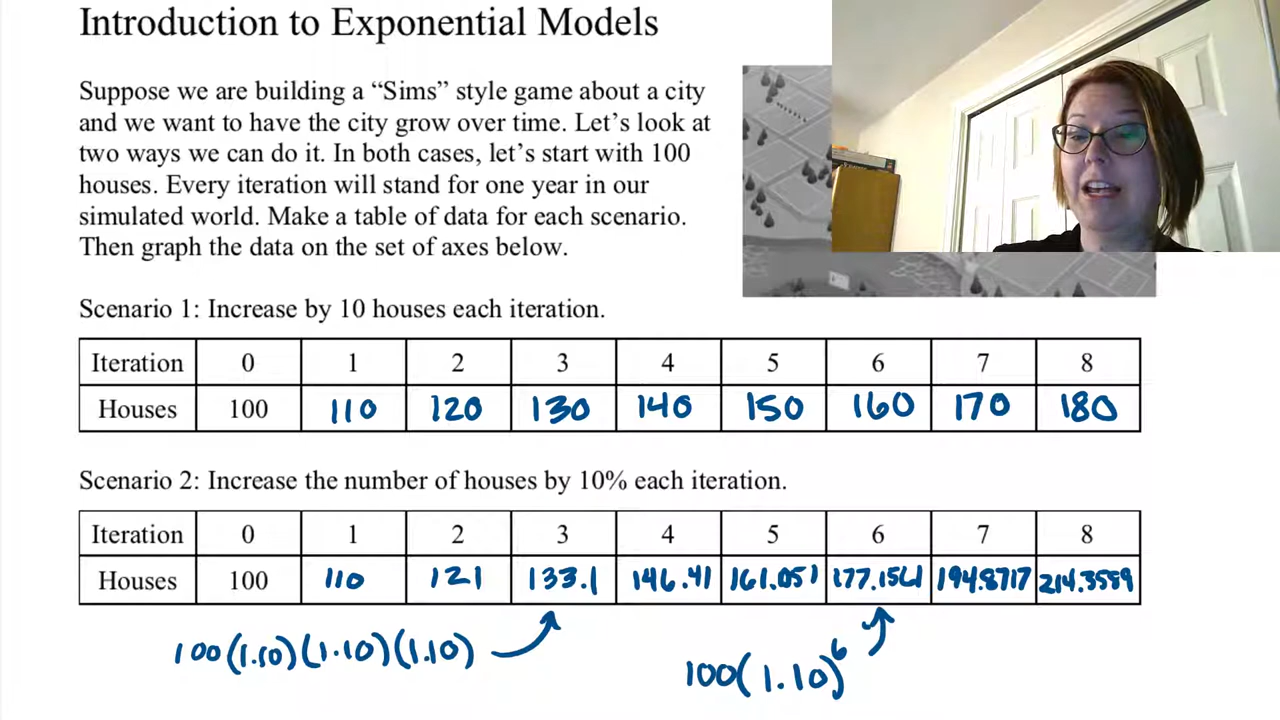 Introduction to Exponential Models
Suppose we are building a “Sims” style game about a city
and we want to have the city grow over time. Let’s look at
two ways we can do it. In both cases, let’s start with 100
houses. Every iteration will stand for one year in our
simulated world. Make a table of data for each scenario.
Then graph the data on the set of axes below.
Scenario 1: Increase by 10 houses each iteration.
Iteration 0 1 2 3 4 5 6 7 8
Houses 100 110 120 130 140 150 160 170 180
Scenario 2: Increase the number of houses by 10% each iteration.
Iteration 0 1 2 3 4 5 6 7 8
Houses 100 110 121 133.1 146.41 161.051 177.1561 194.8717 214.3589
100(1.10)(1.10)(1.10)
100(1.10)^6